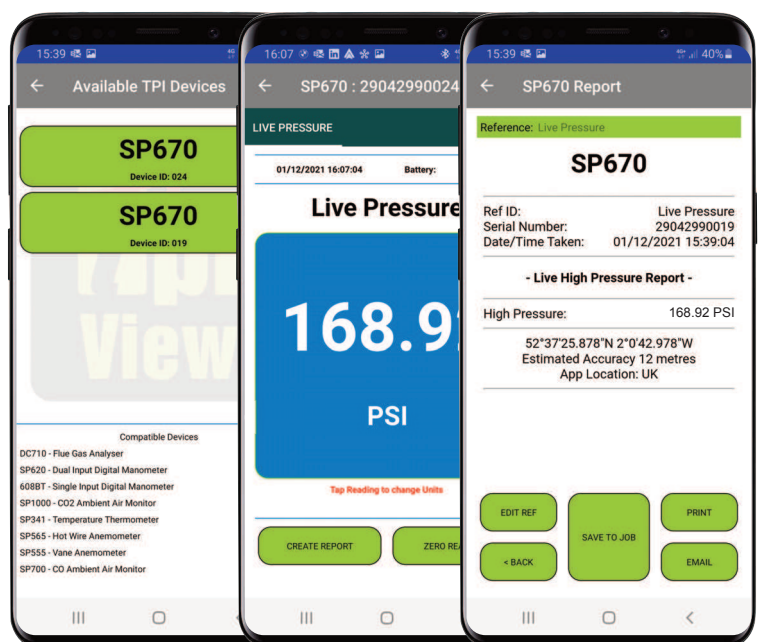 15:39
Available TPI Devices
SP670
Device ID: 024
SP670
Device ID: 019
View
Compatible Devices
DC710 - Flue Gas Analyser
SP620 - Dual Input Digital Manometer
608BT - Single Input Digital Manometer
SP1000 - CO2 Ambient Air Monitor
SP341 - Temperature Thermometer
SP565 - Hot Wire Anemometer
SP555 - Vane Anemometer
SP700 - CO Ambient Air Monitor
16:07
SP670 : 29042990024
LIVE PRESSURE
01/12/2021 16:07:04 Battery:
Live Pressure
168.9
PSI
Tap Reading to change Units
CREATE REPORT
ZERO RE
15:39 40%
SP670 Report
Reference: Live Pressure
SP670
Ref ID: Live Pressure
Serial Number: 29042990019
Date/Time Taken: 01/12/2021 15:39:04
- Live High Pressure Report -
High Pressure: 168.92 PSI
52°37'25.878"N 2°0'42.978"W
Estimated Accuracy 12 metres
App Location: UK
EDIT REF
SAVE TO JOB
PRINT
< BACK
EMAIL